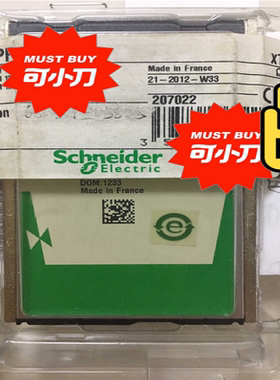 MUST BUY
可小刀
Made in France
21-2012-W33
207022
MUST BUY
可小刀
Schneider
Electric
DOM:1233
Made in France